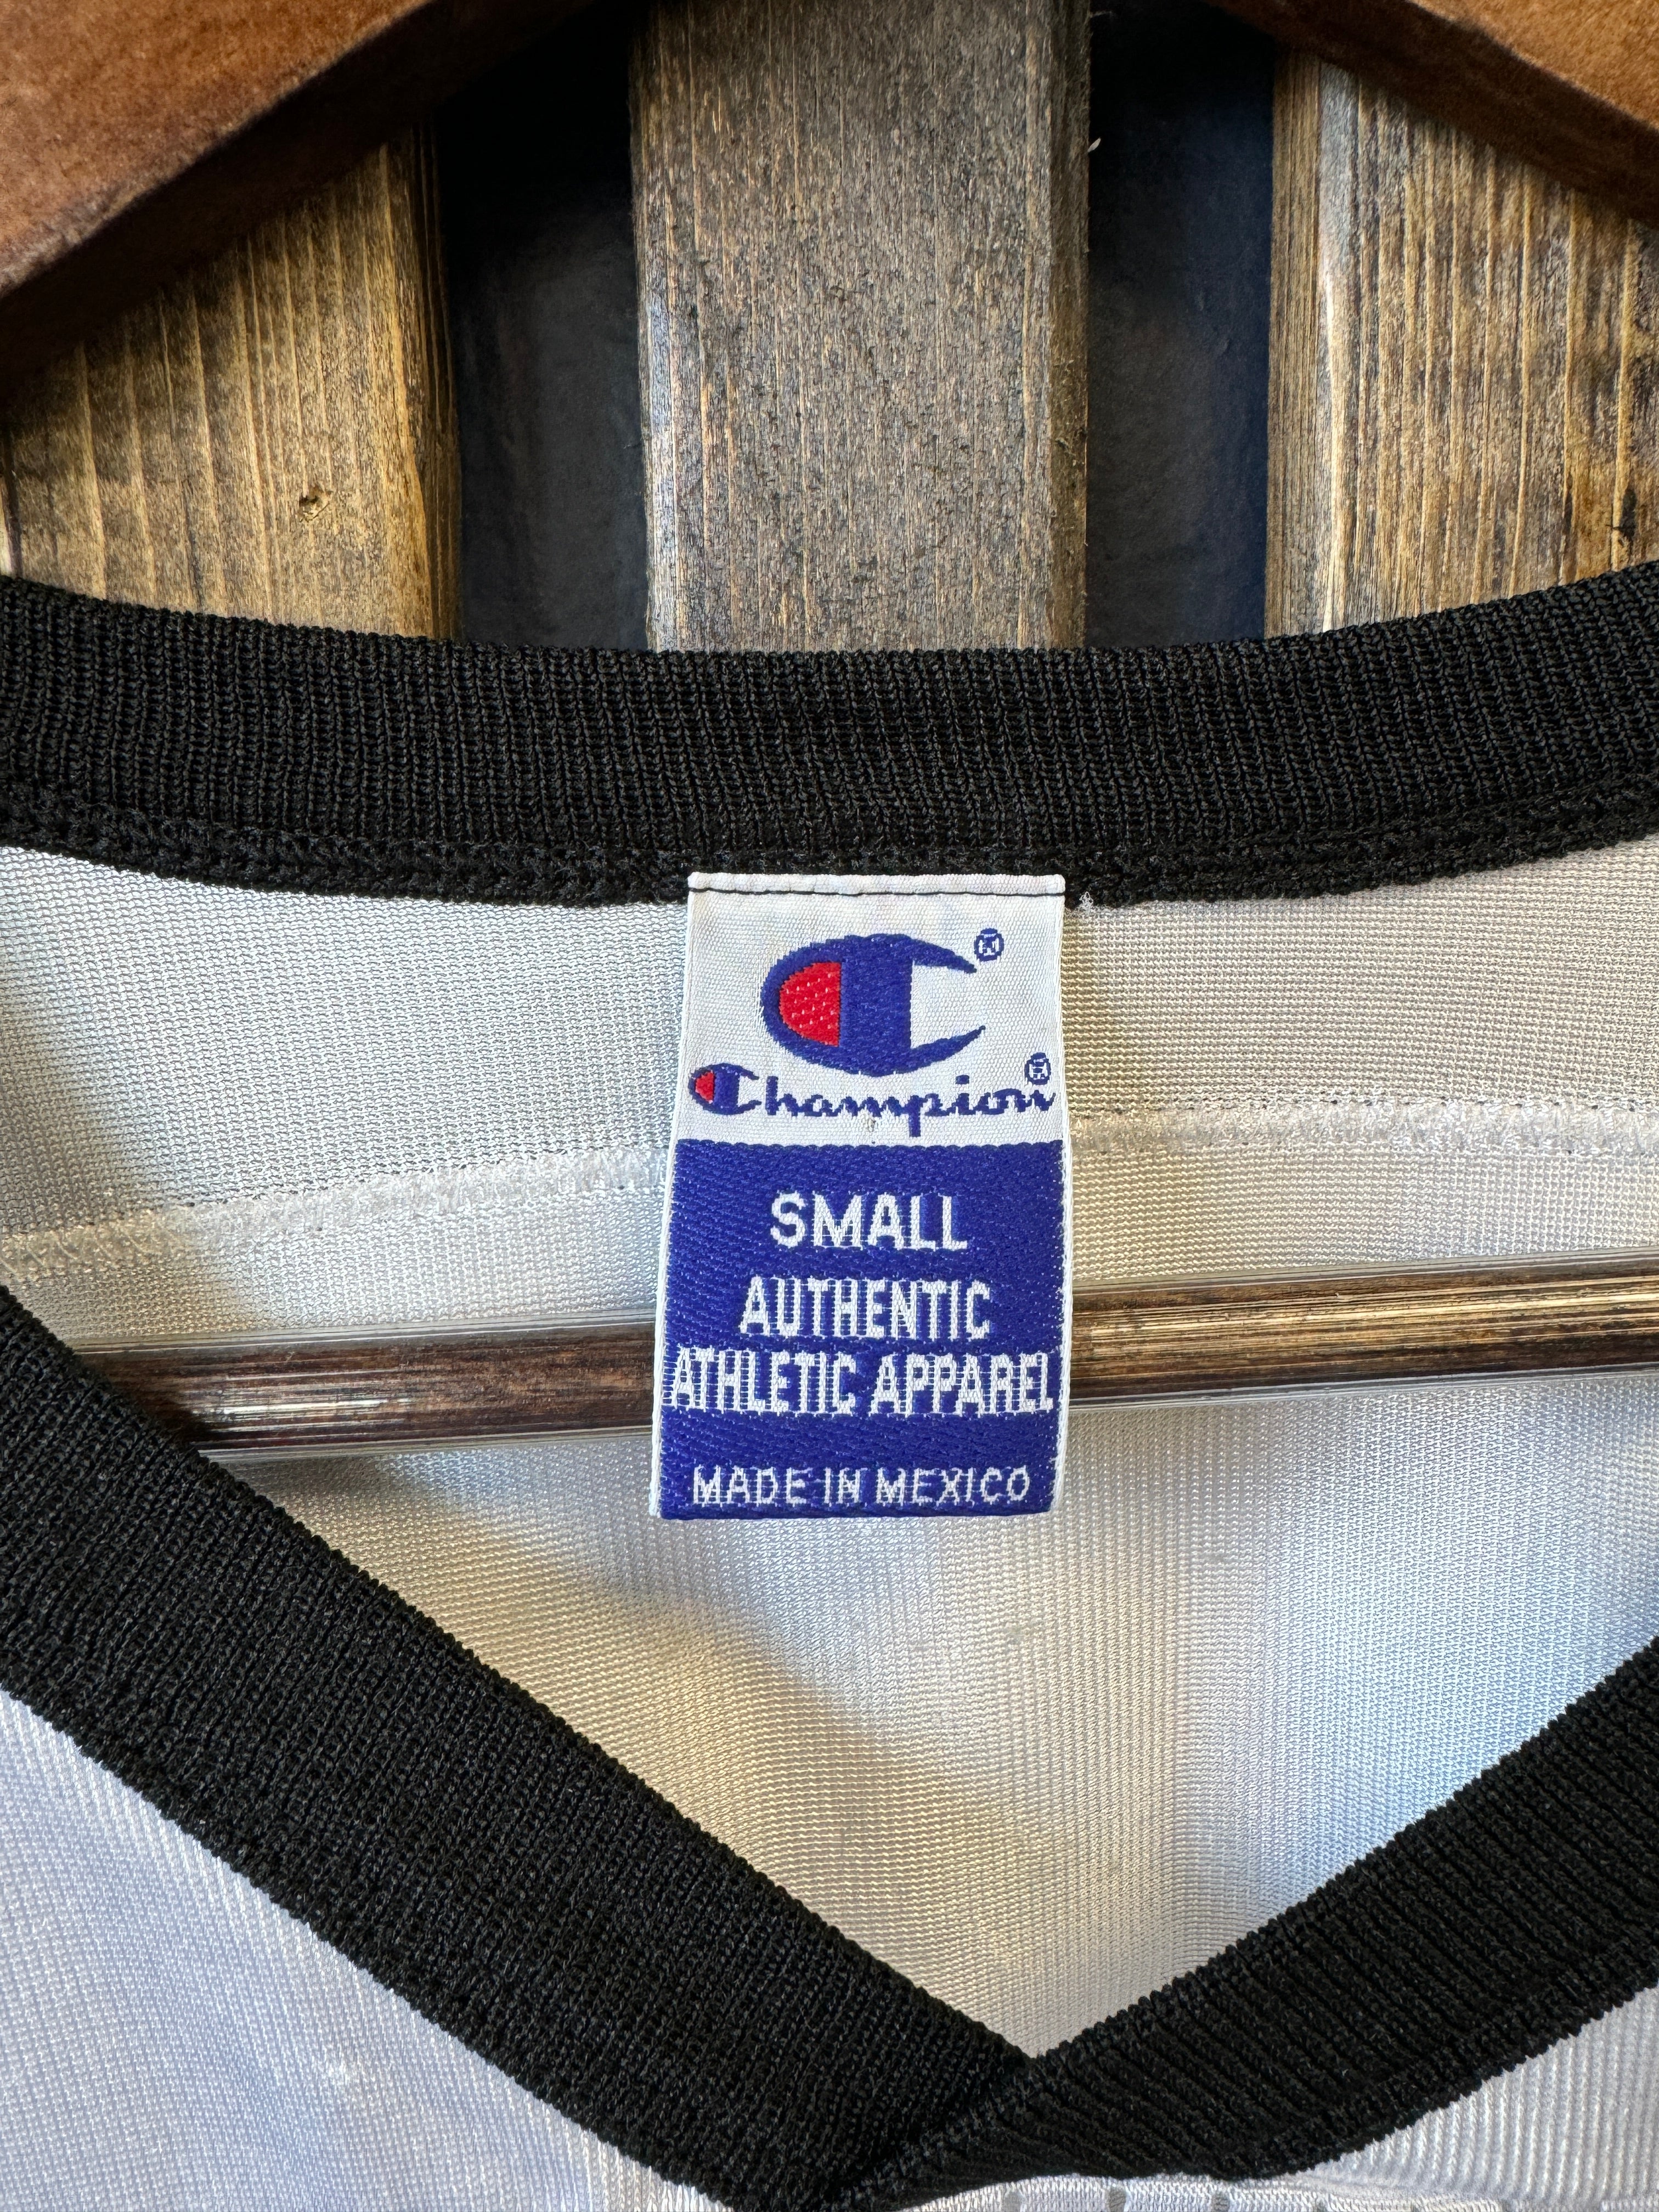 ®
Champion®
SMALL
AUTHENTIC
ATHLETIC APPAREL
MADE IN MEXICO